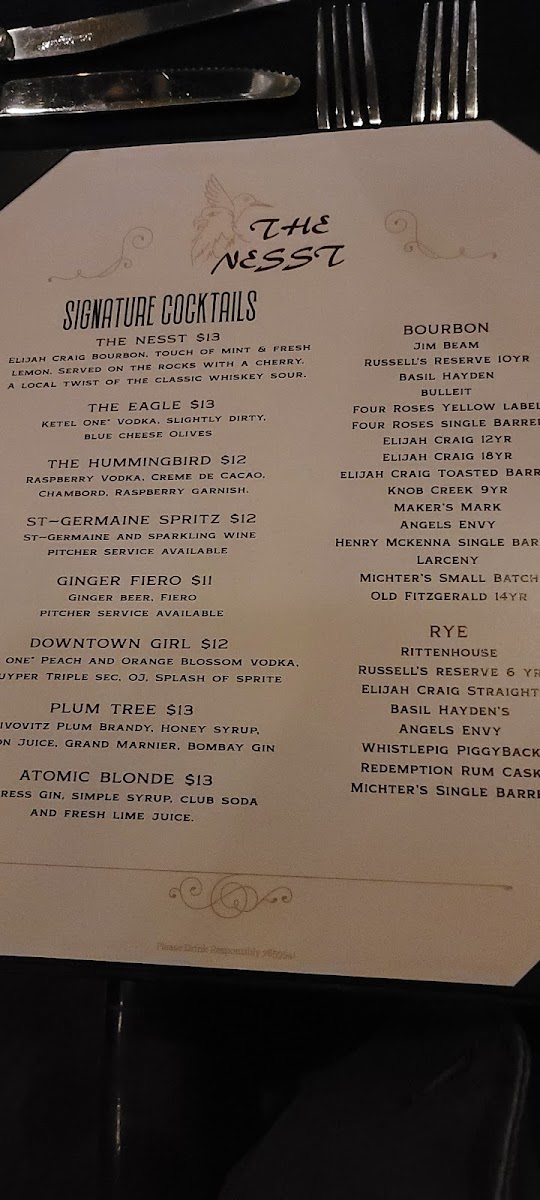 THE
NESST
SIGNATURE COCKTAILS
THE NESST $13
ELIJAH CRAIG BOURBON, TOUCH OF MINT & FRESH
LEMON. SERVED ON THE ROCKS WITH A CHERRY.
A LOCAL TWIST OF THE CLASSIC WHISKEY SOUR.
THE EAGLE $13
KETEL ONE® VODKA, SLIGHTLY DIRTY,
BLUE CHEESE OLIVES
THE HUMMINGBIRD $12
RASPBERRY VODKA, CREME DE CACAO,
CHAMBORD, RASPBERRY GARNISH.
ST~GERMAINE SPRITZ $12
ST~GERMAINE AND SPARKLING WINE
PITCHER SERVICE AVAILABLE
GINGER FIERO $11
GINGER BEER, FIERO
PITCHER SERVICE AVAILABLE
DOWNTOWN GIRL $12
ONE® PEACH AND ORANGE BLOSSOM VODKA,
UYPER TRIPLE SEC, OJ, SPLASH OF SPRITE
PLUM TREE $13
IVOVITZ PLUM BRANDY, HONEY SYRUP,
ON JUICE, GRAND MARNIER, BOMBAY GIN
ATOMIC BLONDE $13
RESS GIN, SIMPLE SYRUP, CLUB SODA
AND FRESH LIME JUICE.
BOURBON
JIM BEAM
RUSSELL'S RESERVE 10YR
BASIL HAYDEN
BULLEIT
FOUR ROSES YELLOW LABEL
FOUR ROSES SINGLE BARREL
ELIJAH CRAIG 12YR
ELIJAH CRAIG 18YR
ELIJAH CRAIG TOASTED BARR
KNOB CREEK 9YR
MAKER'S MARK
ANGELS ENVY
HENRY MCKENNA SINGLE BAR
LARCENY
MICHTER'S SMALL BATCH
OLD FITZGERALD 14YR
RYE
RITTENHOUSE
RUSSELL'S RESERVE 6 YR
ELIJAH CRAIG STRAIGHT
BASIL HAYDEN'S
ANGELS ENVY
WHISTLEPIG PIGGYBACK
REDEMPTION RUM CASK
MICHTER'S SINGLE BARRE
Please Drink Responsibly